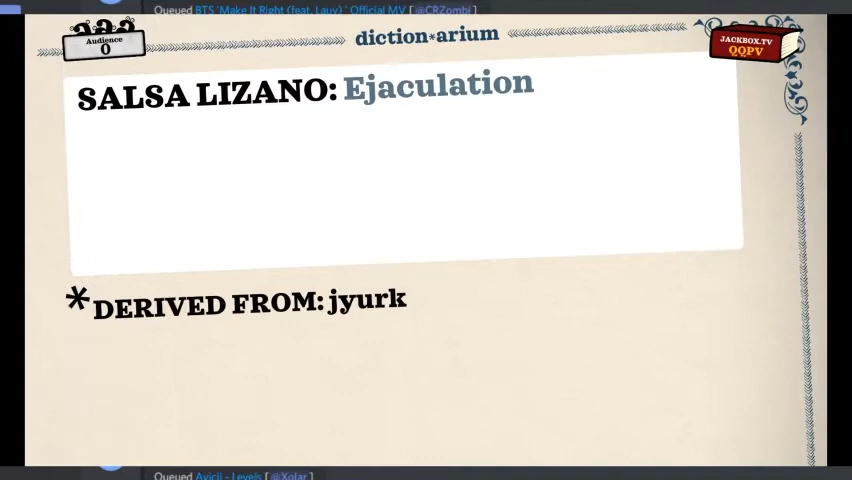 Queued BTS 'Make It Right (feat. Lauv)' Official MV [ @CRZombi ]
Audience
0
diction*arium
JACKBOX.TV
QQPV
SALSA LIZANO: Ejaculation
*DERIVED FROM: jyurk
Queued Avicii - Levels [ @Xolar ]